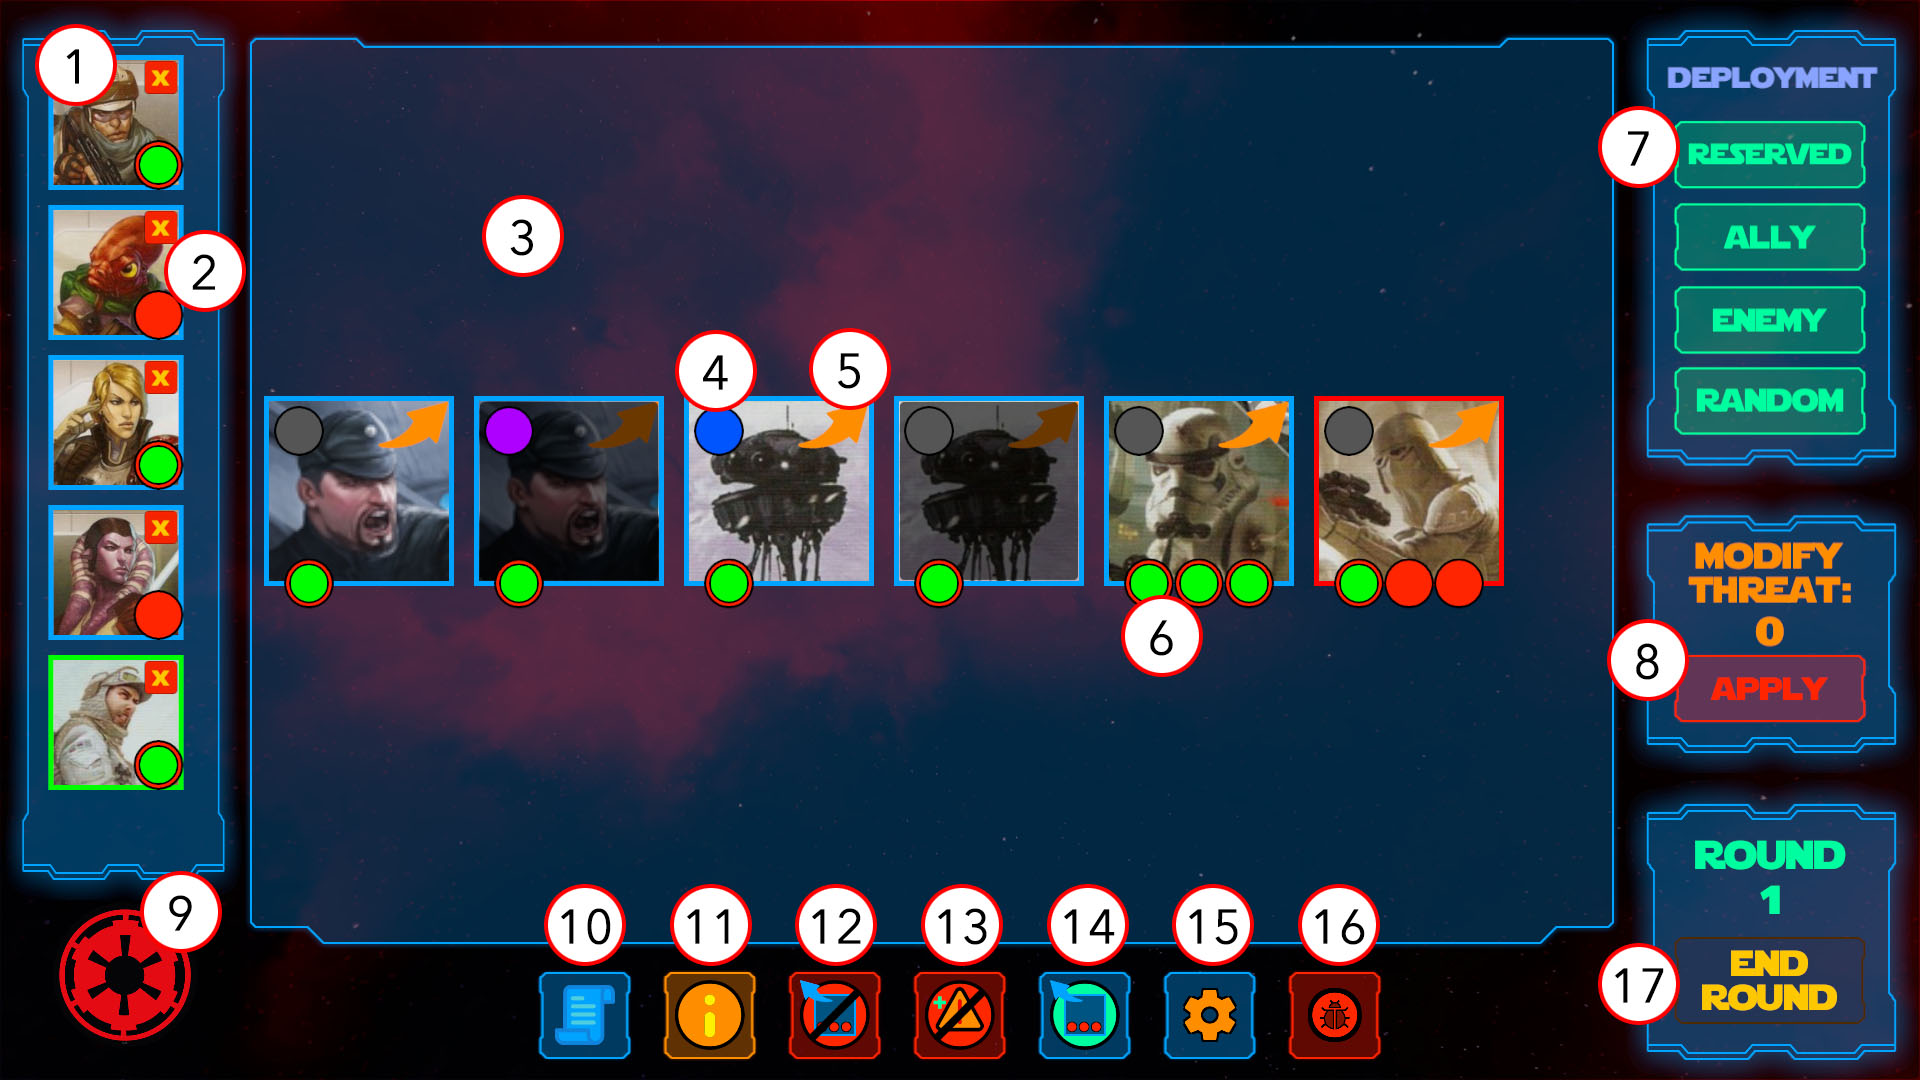 1
X
X
2
X
X
X
9
3
4
5
6
DEPLOYMENT
7
RESERVED
ALLY
ENEMY
RANDOM
MODIFY
THREAT:
0
8
APPLY
ROUND
1
17
END
ROUND
10
11
12
13
14
15
16